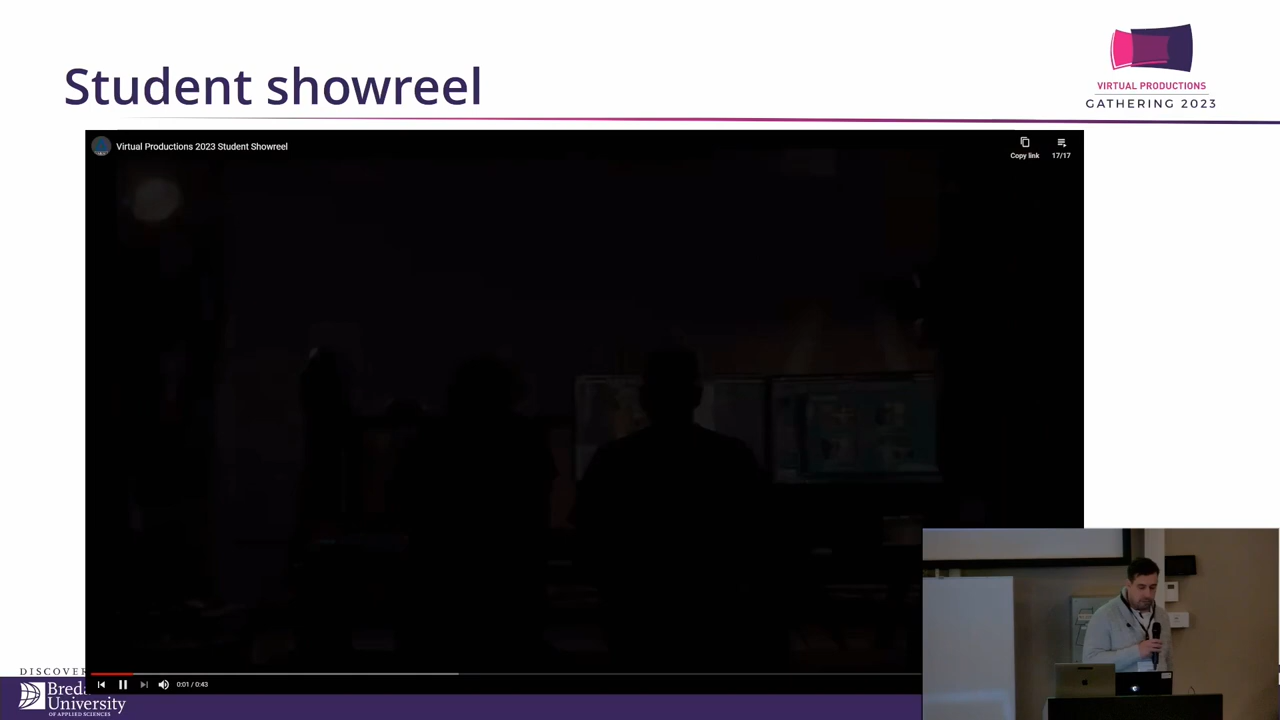 Student showreel
VIRTUAL PRODUCTIONS
GATHERING 2023
Virtual Productions 2023 Student Showreel
Copy link
17/17
0:01 / 0:43
DISCOVER
Breda
University
OF APPLIED SCIENCES